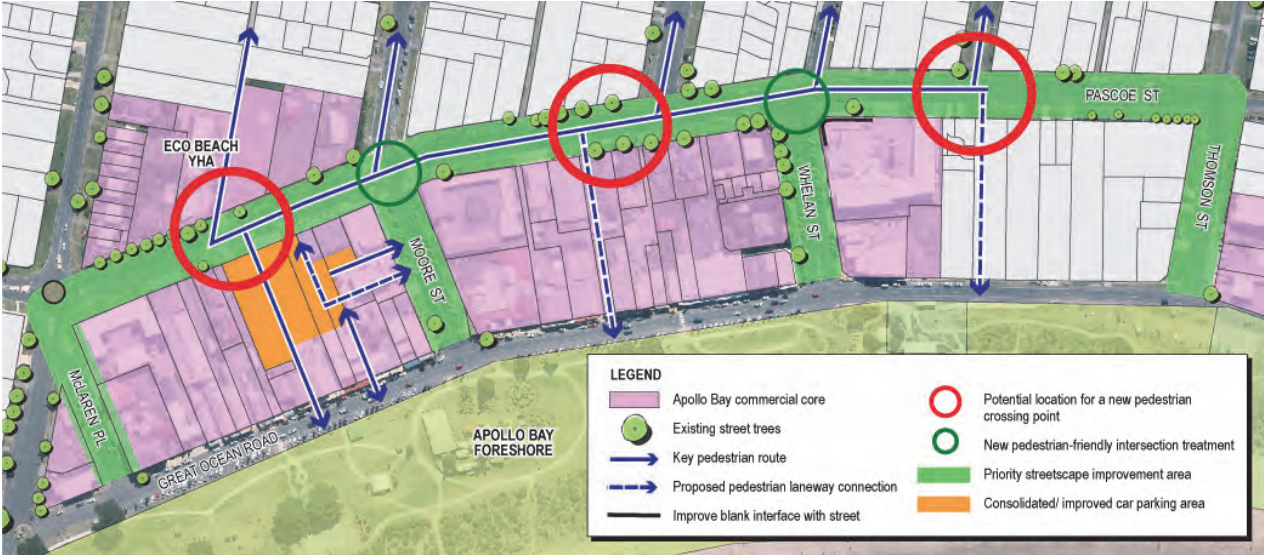 PASCOE ST
ECO BEACH
YHA
THOMSON ST
WHELAN ST
MOORE ST
McLAREN PL
GREAT OCEAN ROAD
APOLLO BAY
FORESHORE
LEGEND
Apollo Bay commercial core
Existing street trees
Key pedestrian route
Proposed pedestrian laneway connection
Improve blank interface with street
Potential location for a new pedestrian
crossing point
New pedestrian-friendly intersection treatment
Priority streetscape improvement area
Consolidated/ improved car parking area